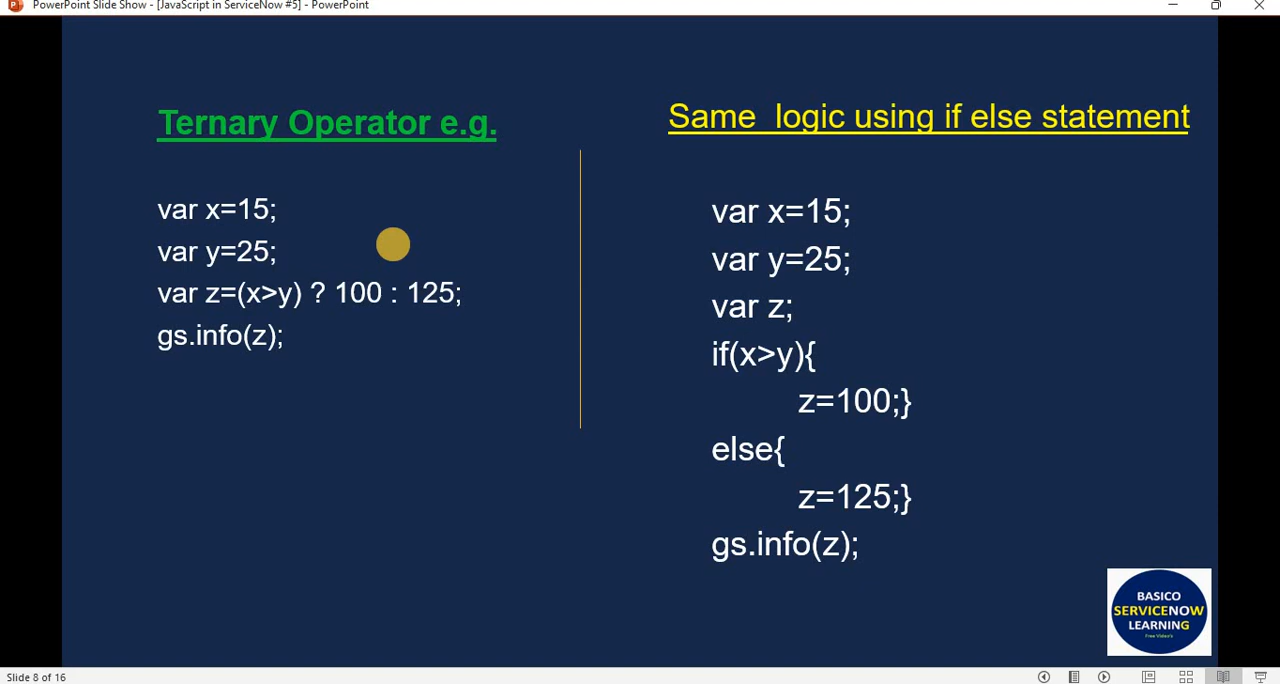 PowerPoint Slide Show - [JavaScript in ServiceNow #5] - PowerPoint
Ternary Operator e.g.
var x=15;
var y=25;
var z=(x>y) ? 100 : 125;
gs.info(z);
Same  logic using if else statement
var x=15;
var y=25;
var z;
if(x>y){
z=100;}
else{
z=125;}
gs.info(z);
BASICO
SERVICENOW
LEARNING
Free Video's
Slide 8 of 16